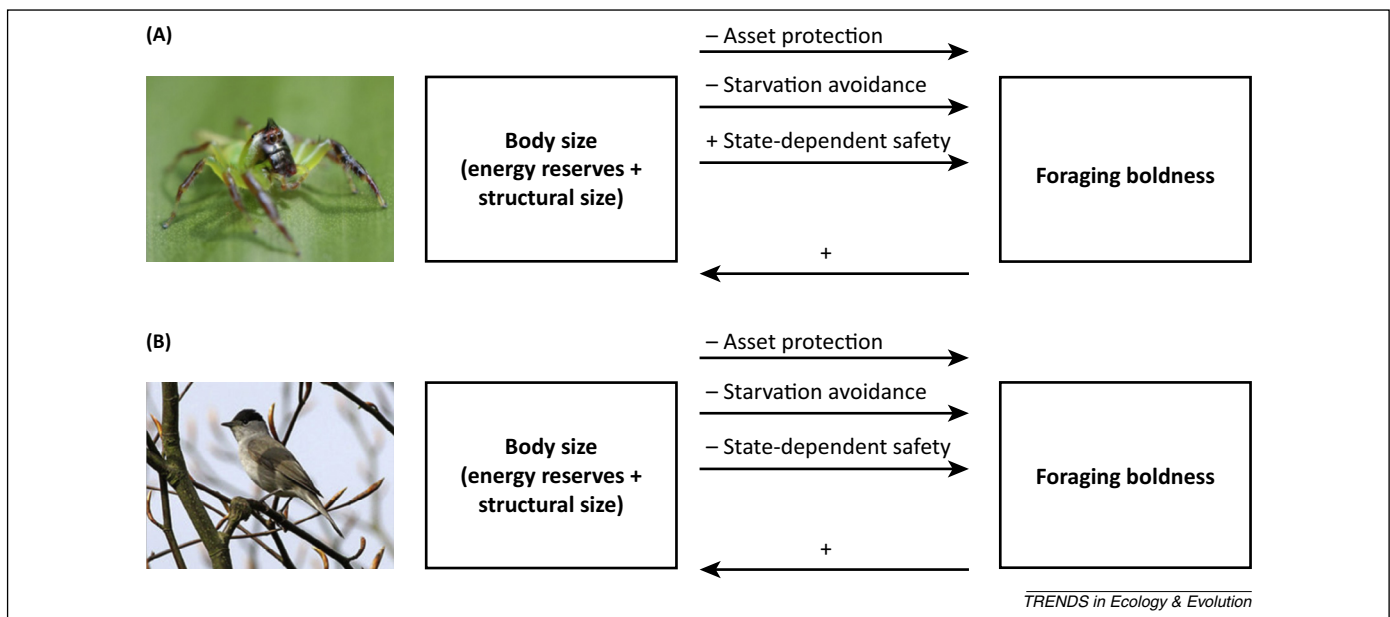 (A)
– Asset protection
– Starvation avoidance
+ State-dependent safety
Body size
(energy reserves +
structural size)
Foraging boldness
+
(B)
– Asset protection
– Starvation avoidance
– State-dependent safety
Body size
(energy reserves +
structural size)
Foraging boldness
+
TRENDS in Ecology & Evolution